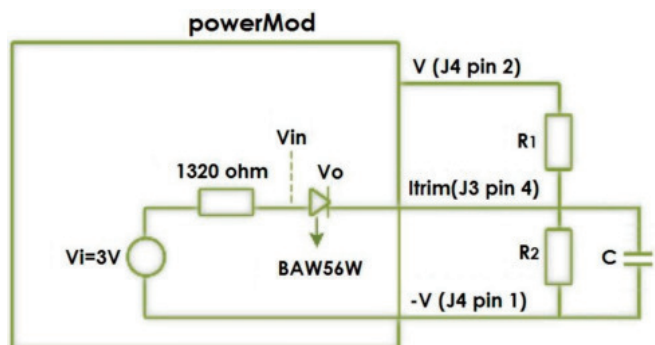 powerMod
V (J4 pin 2)
R1
Vin
1320 ohm
Vo
Itrim(J3 pin 4)
Vi=3V
BAW56W
R2
C
-V (J4 pin 1)